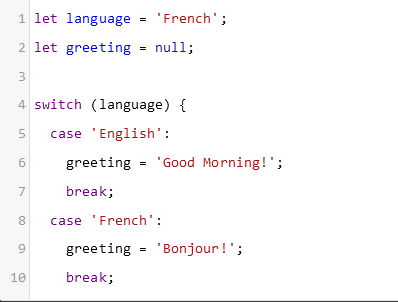 1 let language = 'French';
2 let greeting = null;
3
4 switch (language) {
5   case 'English':
6     greeting = 'Good Morning!';
7     break;
8   case 'French':
9     greeting = 'Bonjour!';
10     break;